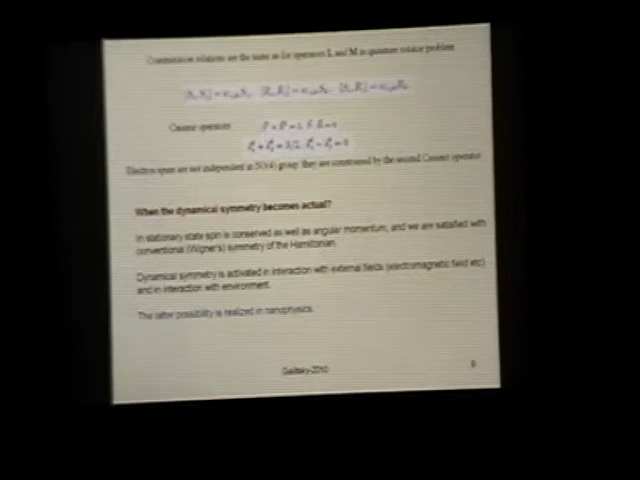 Commutation relations are the same as for operators L and M in quantum rotator problem
Casimir operators
Electron spins are not independent in SO(4) group: they are constrained by the second Casimir operator
When the dynamical symmetry becomes actual?
In stationary state spin is conserved as well as angular momentum, and we are satisfied with
conventional (Wigner's) symmetry of the Hamiltonian.
Dynamical symmetry is activated in interaction with external fields (electromagnetic field etc)
and in interaction with environment.
The latter possibility is realized in nanophysics.
9